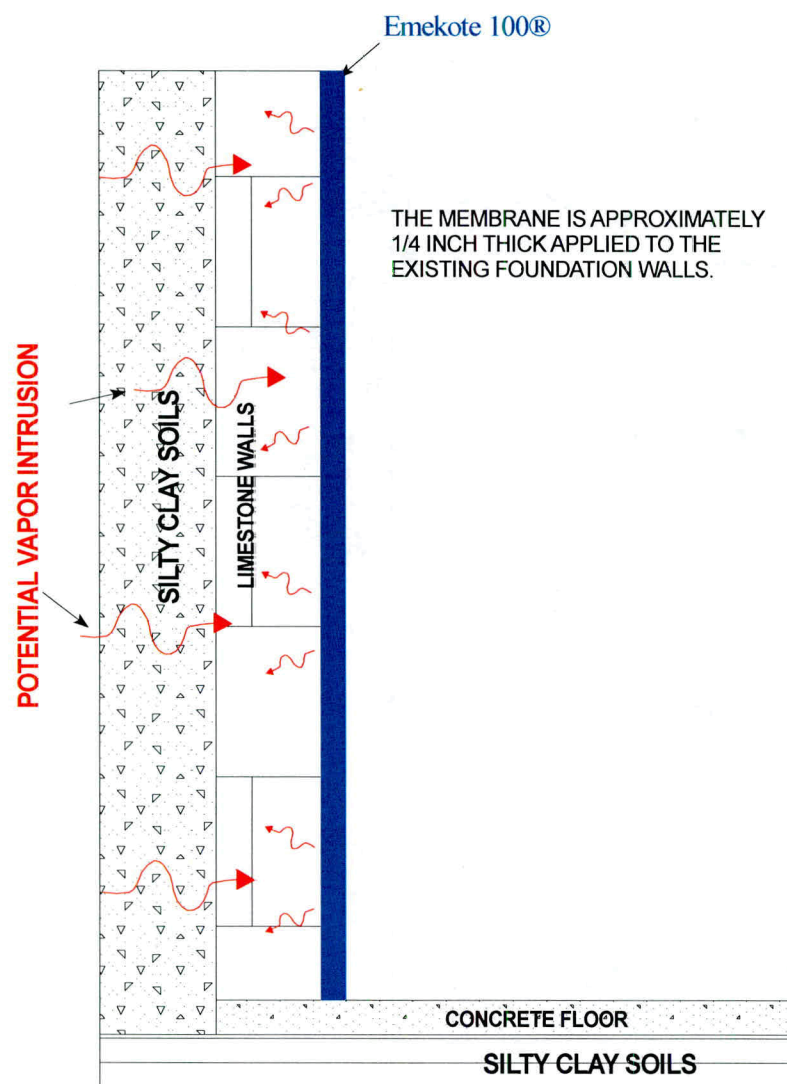 Emekote 100®
THE MEMBRANE IS APPROXIMATELY
1/4 INCH THICK APPLIED TO THE
EXISTING FOUNDATION WALLS.
POTENTIAL VAPOR INTRUSION
SILTY CLAY SOILS
LIMESTONE WALLS
CONCRETE FLOOR
SILTY CLAY SOILS